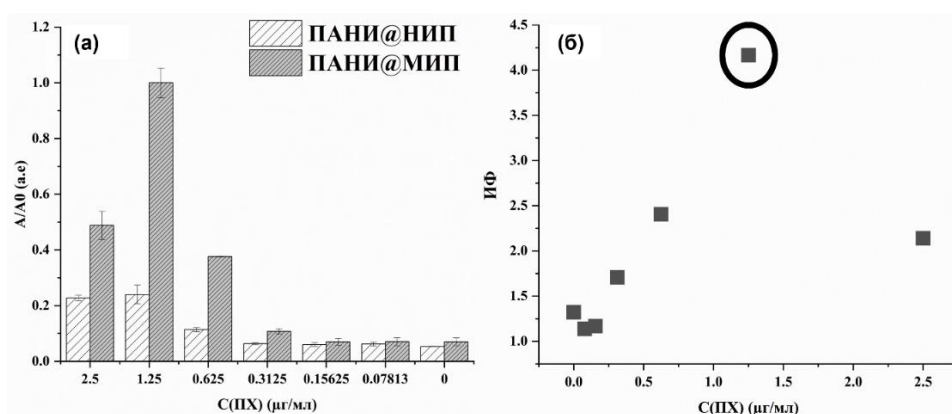 (а)
ПАНИ@НИП
ПАНИ@МИП
A/A0 (а.е)
1.2
1.0
0.8
0.6
0.4
0.2
0.0
2.5 1.25 0.625 0.3125 0.15625 0.07813 0
С(ПХ) (µг/мл)
(б)
ИФ
4.5
4.0
3.5
3.0
2.5
2.0
1.5
1.0
0.0 0.5 1.0 1.5 2.0 2.5
С(ПХ) (µг/мл)